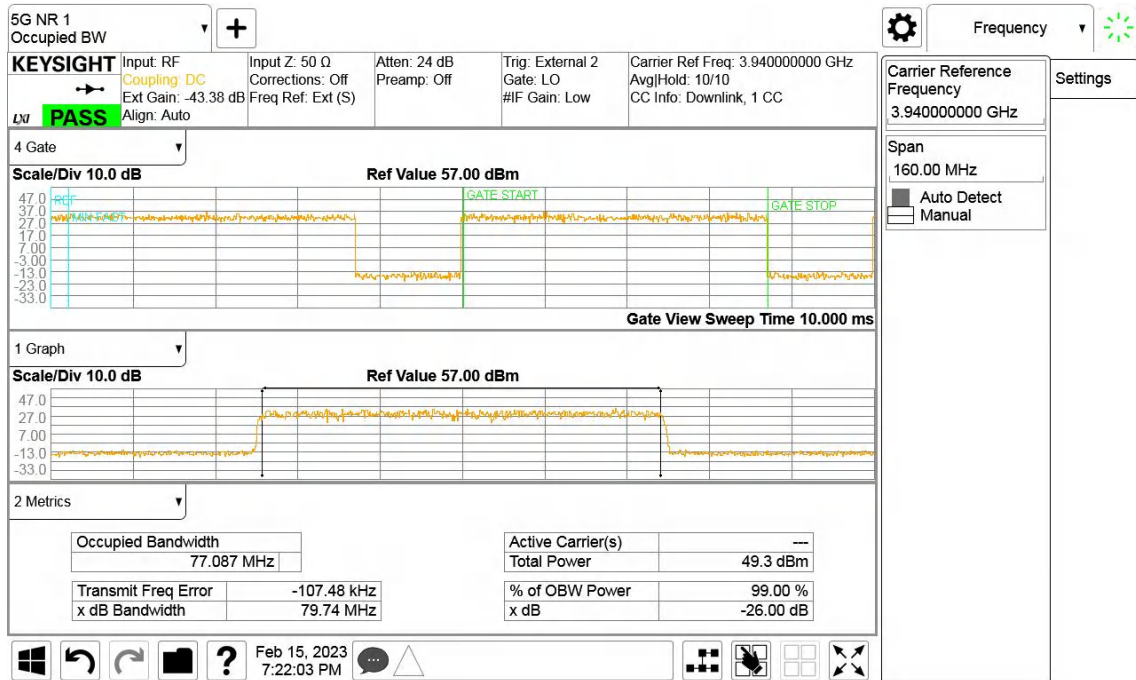 5G NR 1
Occupied BW
+
Frequency
KEYSIGHT
LXI
PASS
Input: RF
Coupling: DC
Ext Gain: -43.38 dB
Align: Auto
Input Z: 50 Ω
Corrections: Off
Freq Ref: Ext (S)
Atten: 24 dB
Preamp: Off
Trig: External 2
Gate: LO
#IF Gain: Low
Carrier Ref Freq: 3.940000000 GHz
Avg|Hold: 10/10
CC Info: Downlink, 1 CC
Carrier Reference
Frequency
3.940000000 GHz
Span
160.00 MHz
Auto Detect
Manual
Settings
4 Gate
Scale/Div 10.0 dB
Ref Value 57.00 dBm
47.0
37.0
27.0
17.0
7.00
-3.00
-13.0
-23.0
-33.0
REF
MIN FAST
GATE START
GATE STOP
Gate View Sweep Time 10.000 ms
1 Graph
Scale/Div 10.0 dB
Ref Value 57.00 dBm
47.0
27.0
7.00
-13.0
-33.0
2 Metrics
Occupied Bandwidth
77.087 MHz
Transmit Freq Error -107.48 kHz
x dB Bandwidth 79.74 MHz
Active Carrier(s) ---
Total Power 49.3 dBm
% of OBW Power 99.00 %
x dB -26.00 dB
?
Feb 15, 2023
7:22:03 PM